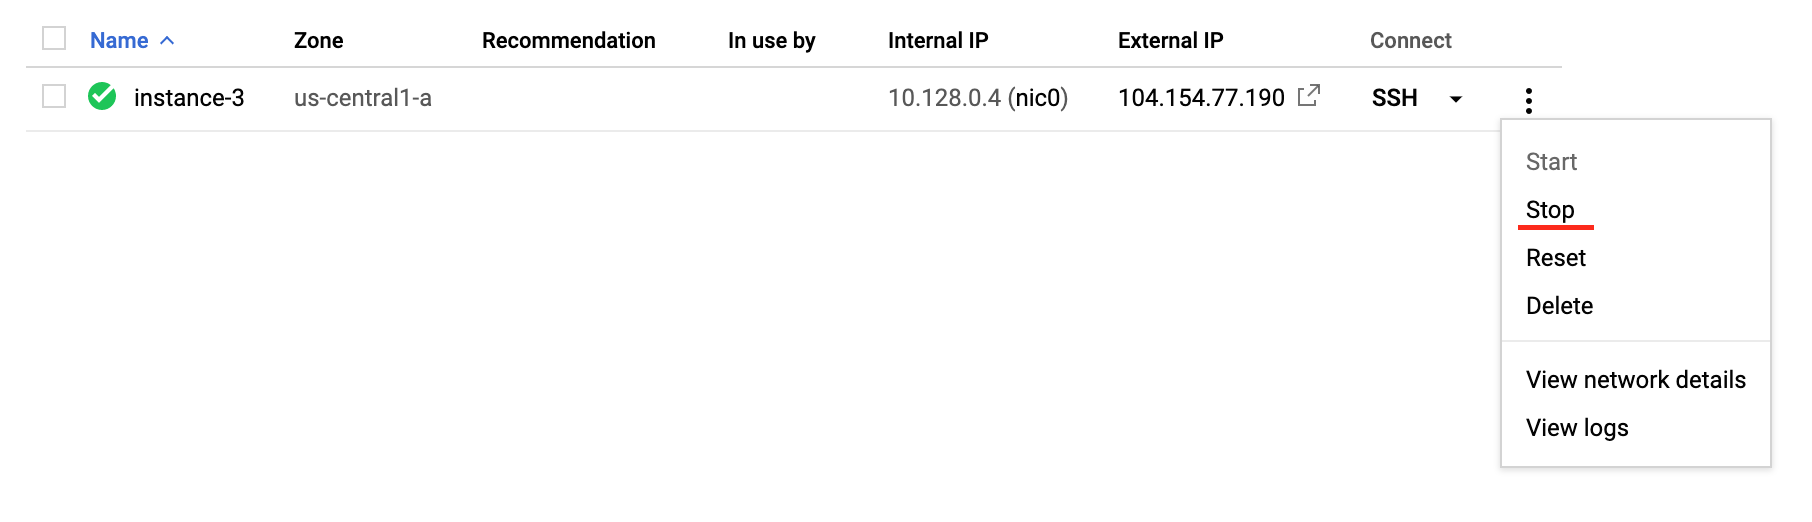 Name Zone Recommendation In use by Internal IP External IP Connect
instance-3 us-central1-a 10.128.0.4 (nic0) 104.154.77.190 SSH
Start
Stop
Reset
Delete
View network details
View logs